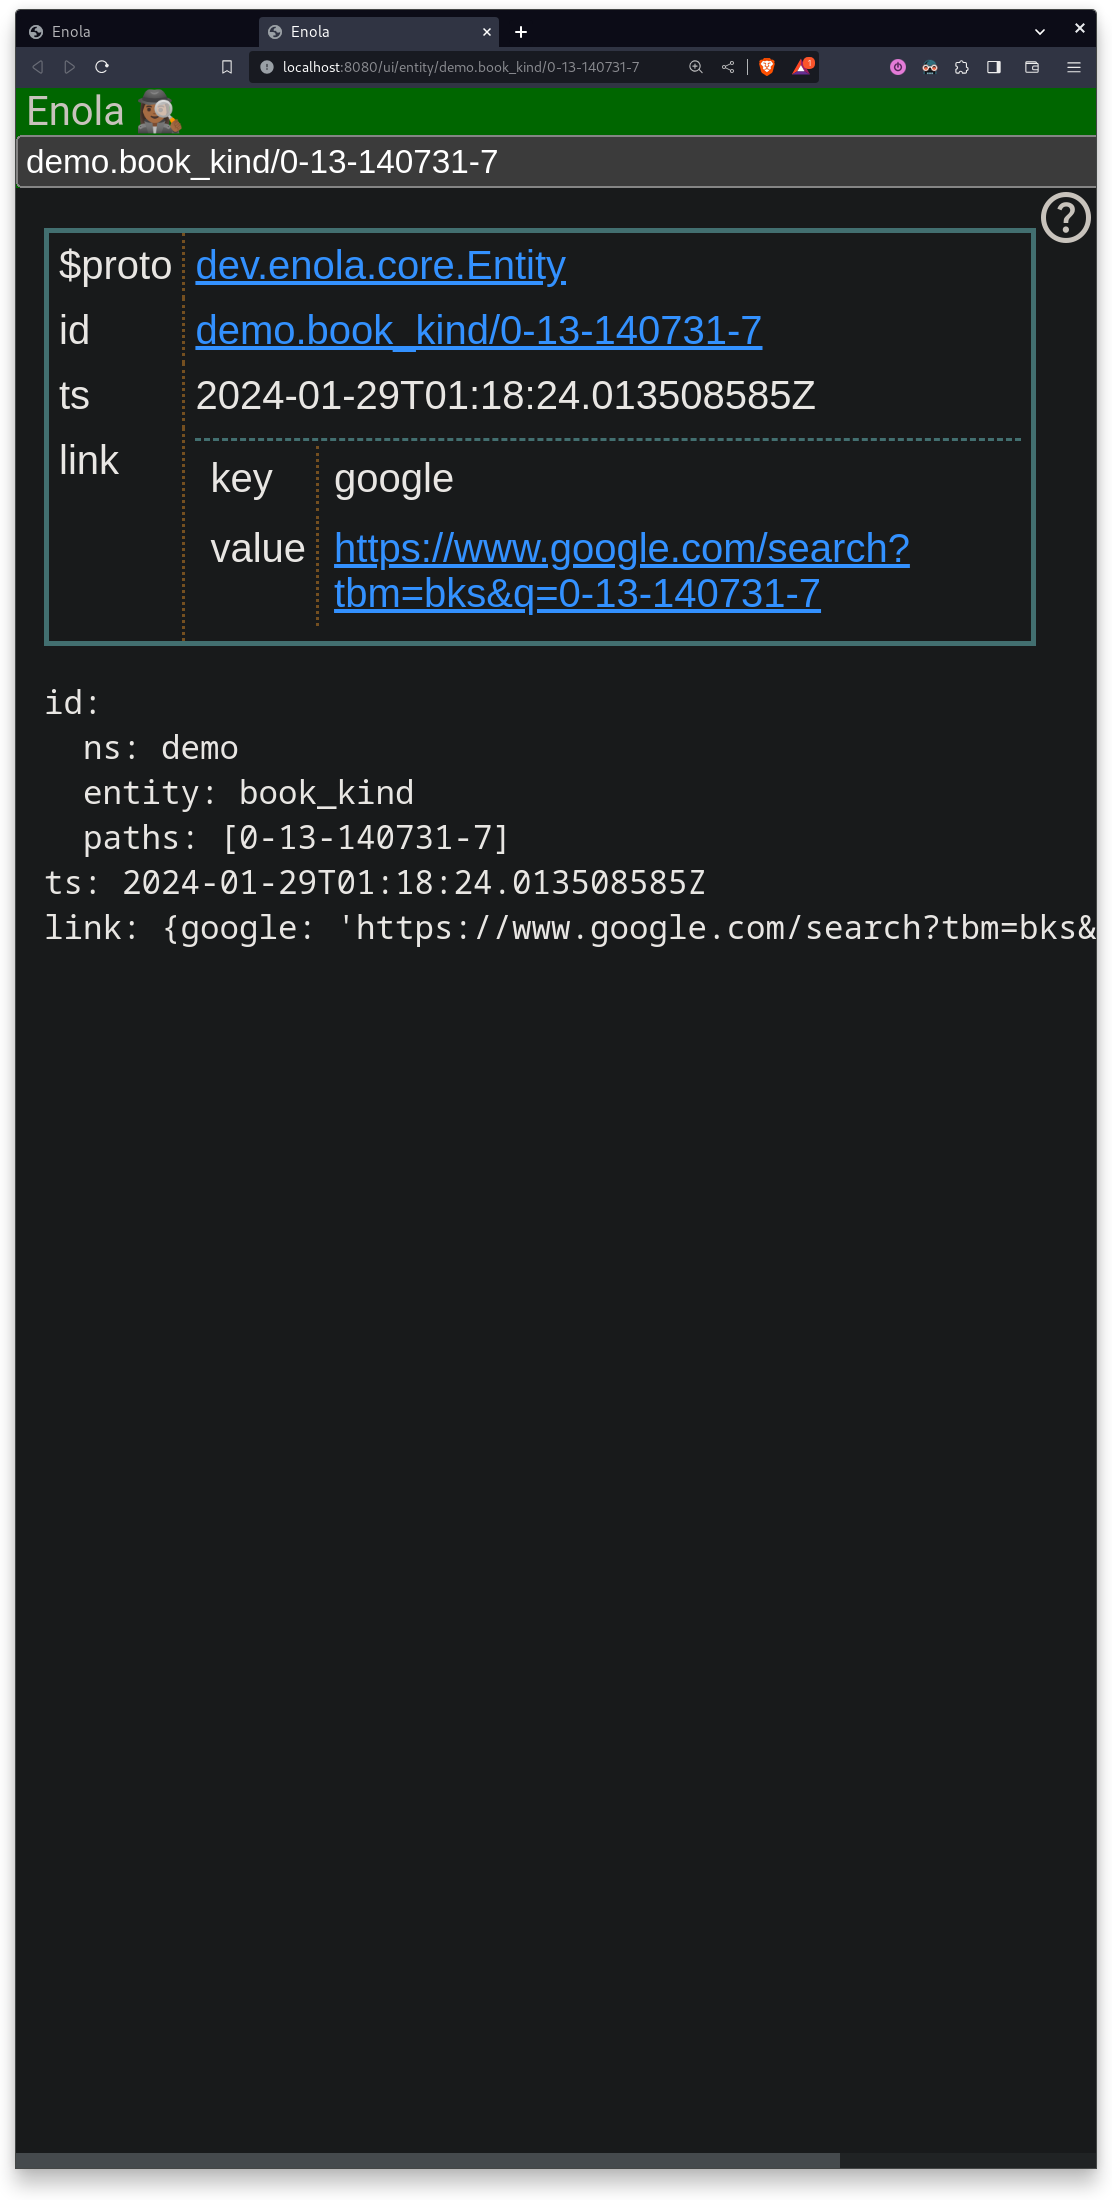 Enola
Enola
localhost:8080/ui/entity/demo.book_kind/0-13-140731-7
1
Enola
demo.book_kind/0-13-140731-7
?
$proto dev.enola.core.Entity
id demo.book_kind/0-13-140731-7
ts 2024-01-29T01:18:24.013508585Z
link
key google
value https://www.google.com/search?
tbm=bks&q=0-13-140731-7
id:
ns: demo
entity: book_kind
paths: [0-13-140731-7]
ts: 2024-01-29T01:18:24.013508585Z
link: {google: 'https://www.google.com/search?tbm=bks&